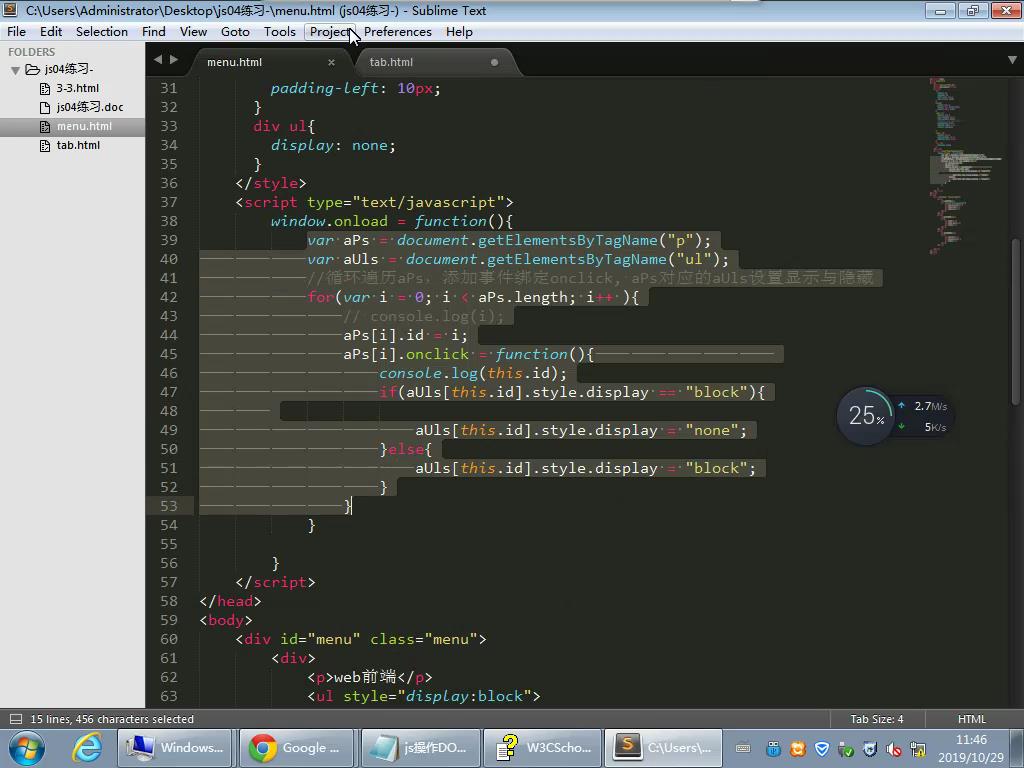 C:\Users\Administrator\Desktop\js04练习-\menu.html (js04练习-) - Sublime Text
File Edit Selection Find View Goto Tools Project Preferences Help
FOLDERS
js04练习-
3-3.html
js04练习.doc
menu.html
tab.html
menu.html × tab.html
31 padding-left: 10px;
32 }
33 div ul{
34 display: none;
35 }
36 </style>
37 <script type="text/javascript">
38 window.onload = function(){
39 var aPs = document.getElementsByTagName("p");
40 var aUls = document.getElementsByTagName("ul");
41 //循环遍历aPs，添加事件绑定onclick，aPs对应的aUls设置显示与隐藏
42 for(var i = 0; i < aPs.length; i++ ){
43 // console.log(i);
44 aPs[i].id = i;
45 aPs[i].onclick = function(){
46 console.log(this.id);
47 if(aUls[this.id].style.display == "block"){
48
49 aUls[this.id].style.display = "none";
50 }else{
51 aUls[this.id].style.display = "block";
52 }
53 }
54 }
55
56 }
57 </script>
58 </head>
59 <body>
60 <div id="menu" class="menu">
61 <div>
62 <p>web前端</p>
63 <ul style="display:block">
25%
2.7M/s
5K/s
15 lines, 456 characters selected
Tab Size: 4
HTML
Windows...
Google ...
js操作DO...
W3CScho...
C:\Users\...
11:46
2019/10/29